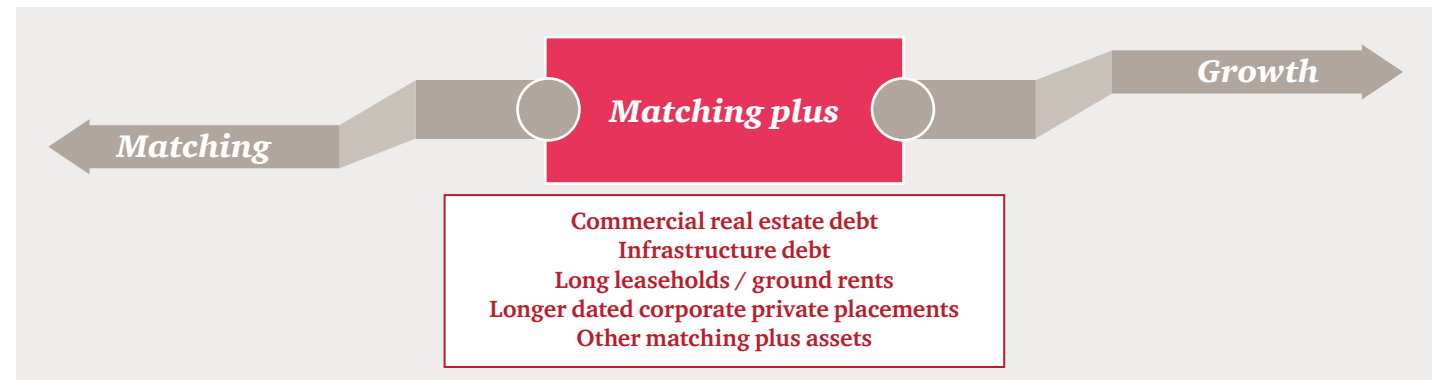 Growth
Matching plus
Matching
Commercial real estate debt
Infrastructure debt
Long leaseholds / ground rents
Longer dated corporate private placements
Other matching plus assets